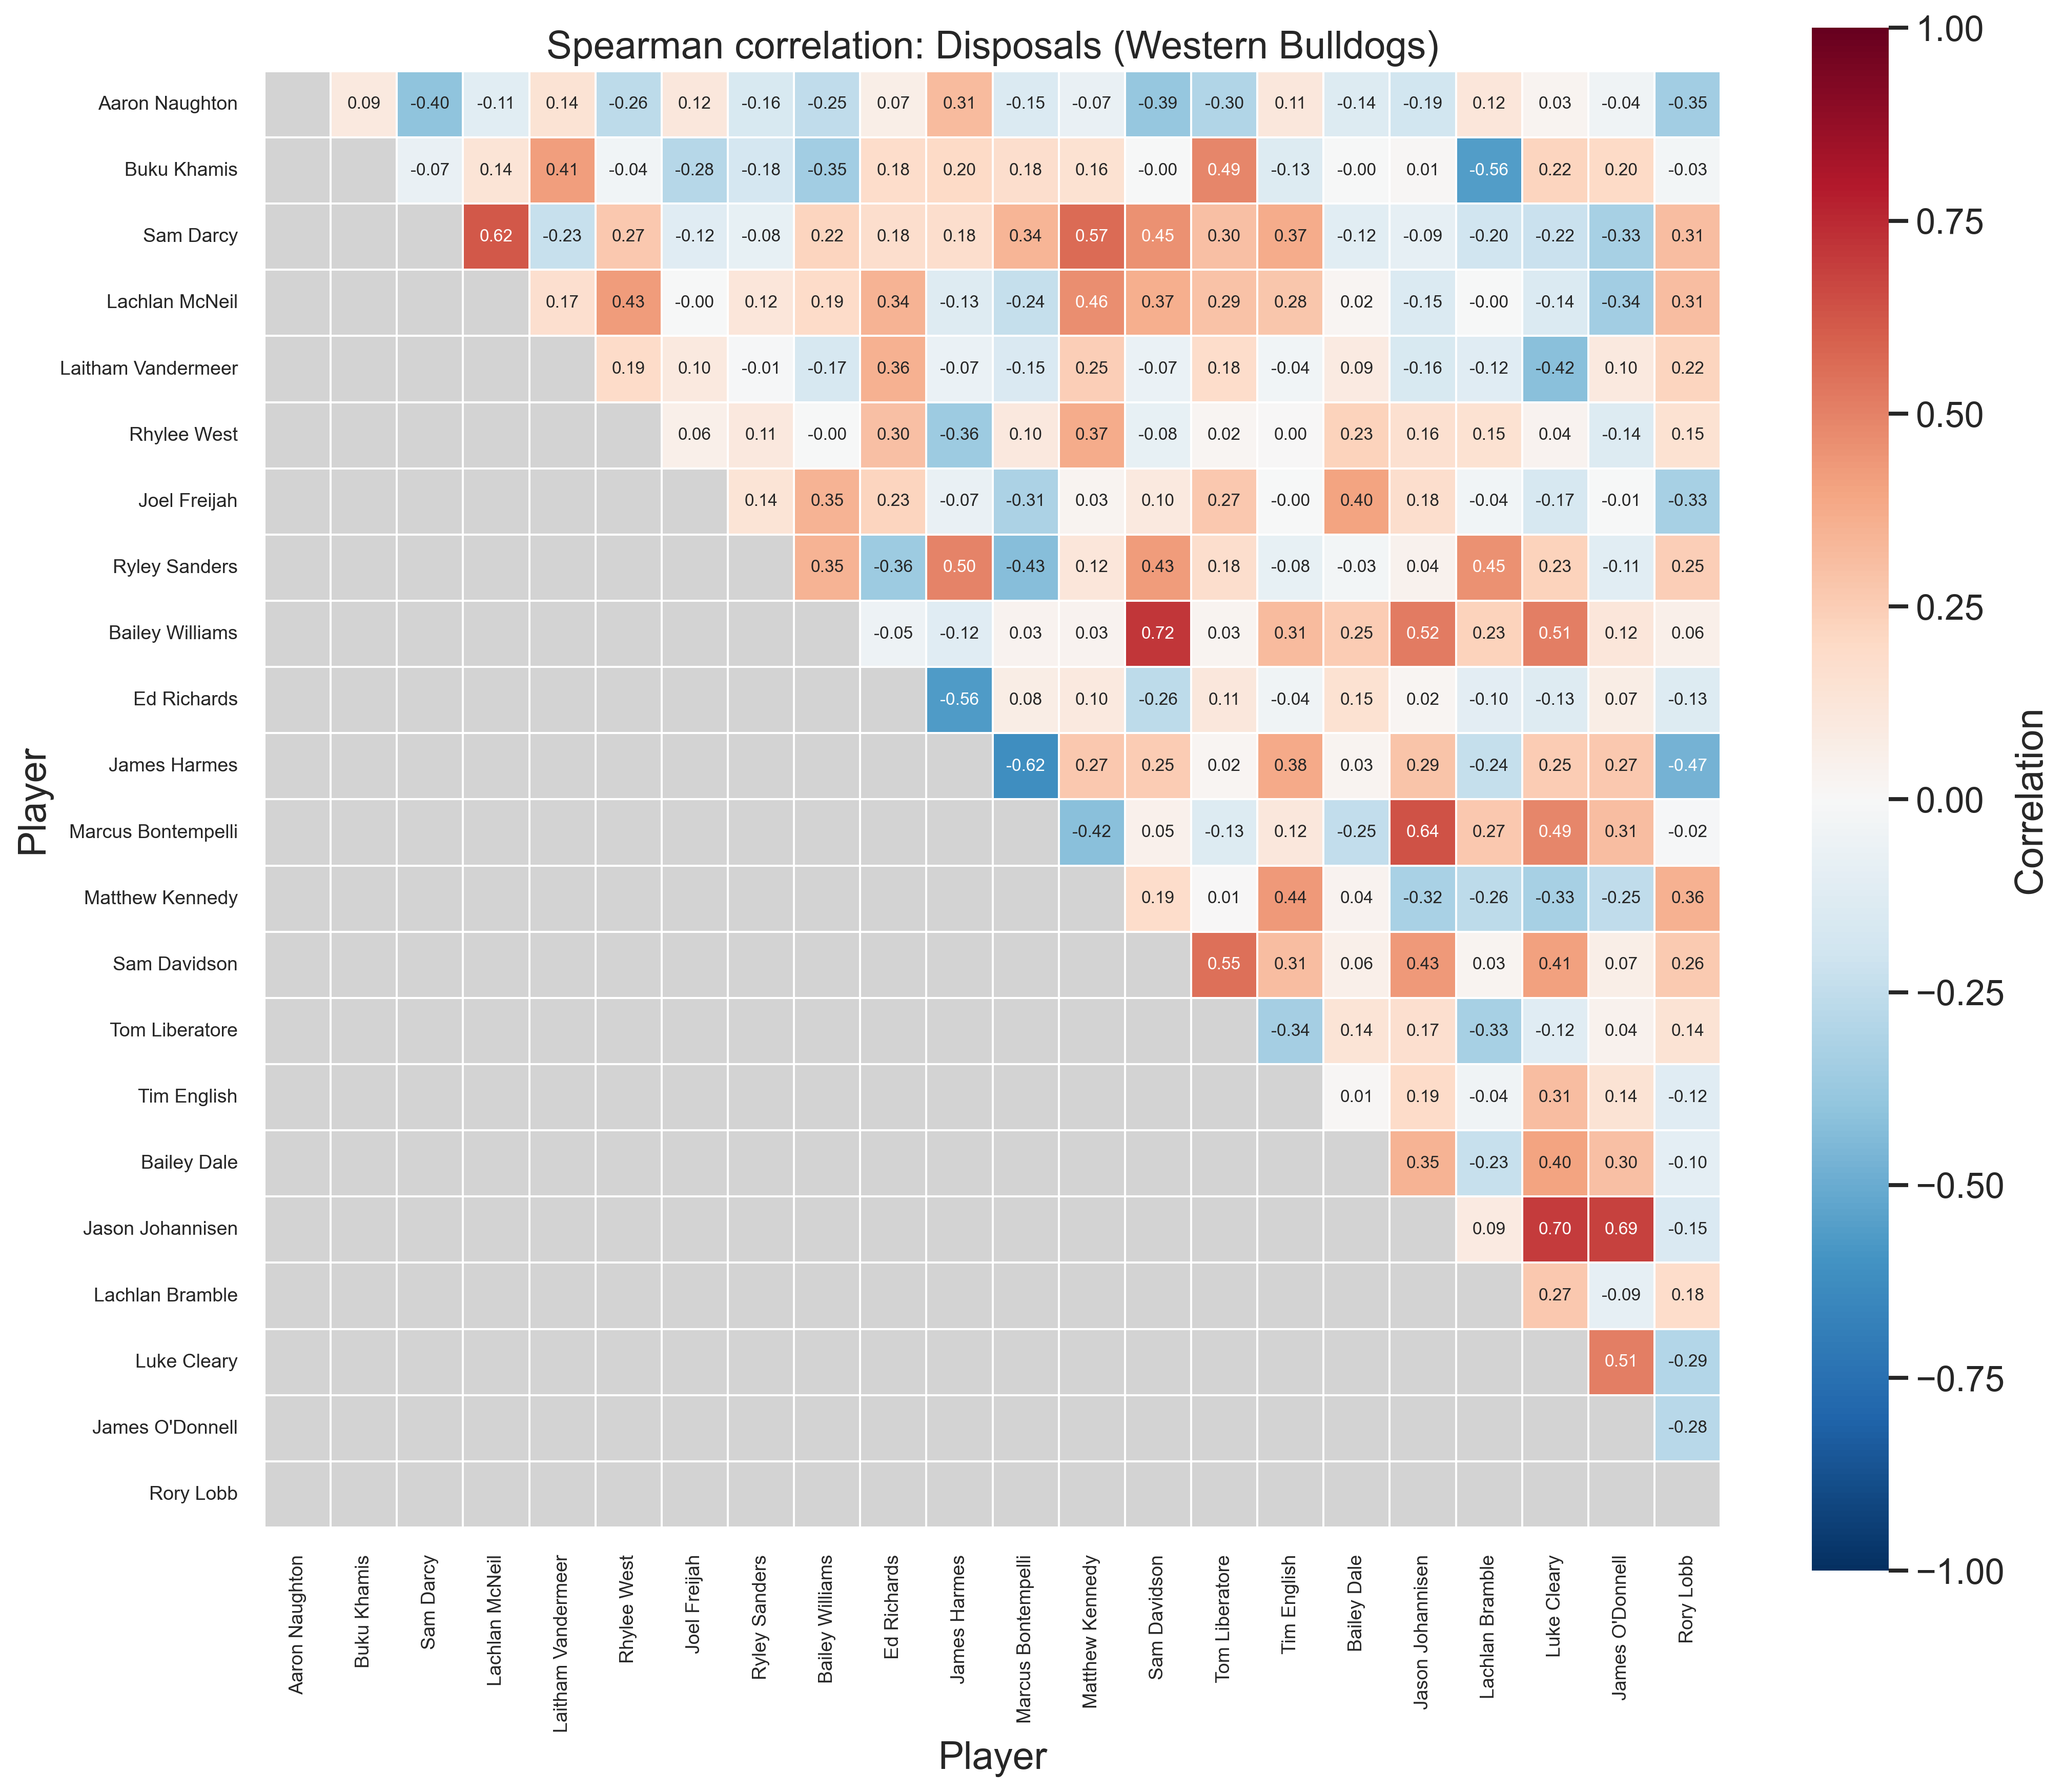 Spearman correlation: Disposals (Western Bulldogs)
Aaron Naughton 0.09 -0.40 -0.11 0.14 -0.26 0.12 -0.16 -0.25 0.07 0.31 -0.15 -0.07 -0.39 -0.30 0.11 -0.14 -0.19 0.12 0.03 -0.04 -0.35
Buku Khamis -0.07 0.14 0.41 -0.04 -0.28 -0.18 -0.35 0.18 0.20 0.18 0.16 -0.00 0.49 -0.13 -0.00 0.01 -0.56 0.22 0.20 -0.03
Sam Darcy 0.62 -0.23 0.27 -0.12 -0.08 0.22 0.18 0.18 0.34 0.57 0.45 0.30 0.37 -0.12 -0.09 -0.20 -0.22 -0.33 0.31
Lachlan McNeil 0.17 0.43 -0.00 0.12 0.19 0.34 -0.13 -0.24 0.46 0.37 0.29 0.28 0.02 -0.15 -0.00 -0.14 -0.34 0.31
Laitham Vandermeer 0.19 0.10 -0.01 -0.17 0.36 -0.07 -0.15 0.25 -0.07 0.18 -0.04 0.09 -0.16 -0.12 -0.42 0.10 0.22
Rhylee West 0.06 0.11 -0.00 0.30 -0.36 0.10 0.37 -0.08 0.02 0.00 0.23 0.16 0.15 0.04 -0.14 0.15
Joel Freijah 0.14 0.35 0.23 -0.07 -0.31 0.03 0.10 0.27 -0.00 0.40 0.18 -0.04 -0.17 -0.01 -0.33
Ryley Sanders 0.35 -0.36 0.50 -0.43 0.12 0.43 0.18 -0.08 -0.03 0.04 0.45 0.23 -0.11 0.25
Bailey Williams -0.05 -0.12 0.03 0.03 0.72 0.03 0.31 0.25 0.52 0.23 0.51 0.12 0.06
Ed Richards -0.56 0.08 0.10 -0.26 0.11 -0.04 0.15 0.02 -0.10 -0.13 0.07 -0.13
James Harmes -0.62 0.27 0.25 0.02 0.38 0.03 0.29 -0.24 0.25 0.27 -0.47
Marcus Bontempelli -0.42 0.05 -0.13 0.12 -0.25 0.64 0.27 0.49 0.31 -0.02
Matthew Kennedy 0.19 0.01 0.44 0.04 -0.32 -0.26 -0.33 -0.25 0.36
Sam Davidson 0.55 0.31 0.06 0.43 0.03 0.41 0.07 0.26
Tom Liberatore -0.34 0.14 0.17 -0.33 -0.12 0.04 0.14
Tim English 0.01 0.19 -0.04 0.31 0.14 -0.12
Bailey Dale 0.35 -0.23 0.40 0.30 -0.10
Jason Johannisen 0.09 0.70 0.69 -0.15
Lachlan Bramble 0.27 -0.09 0.18
Luke Cleary 0.51 -0.29
James O'Donnell -0.28
Rory Lobb
Player
Aaron Naughton
Buku Khamis
Sam Darcy
Lachlan McNeil
Laitham Vandermeer
Rhylee West
Joel Freijah
Ryley Sanders
Bailey Williams
Ed Richards
James Harmes
Marcus Bontempelli
Matthew Kennedy
Sam Davidson
Tom Liberatore
Tim English
Bailey Dale
Jason Johannisen
Lachlan Bramble
Luke Cleary
James O'Donnell
Rory Lobb
Player
1.00
0.75
0.50
0.25
0.00
−0.25
−0.50
−0.75
−1.00
Correlation